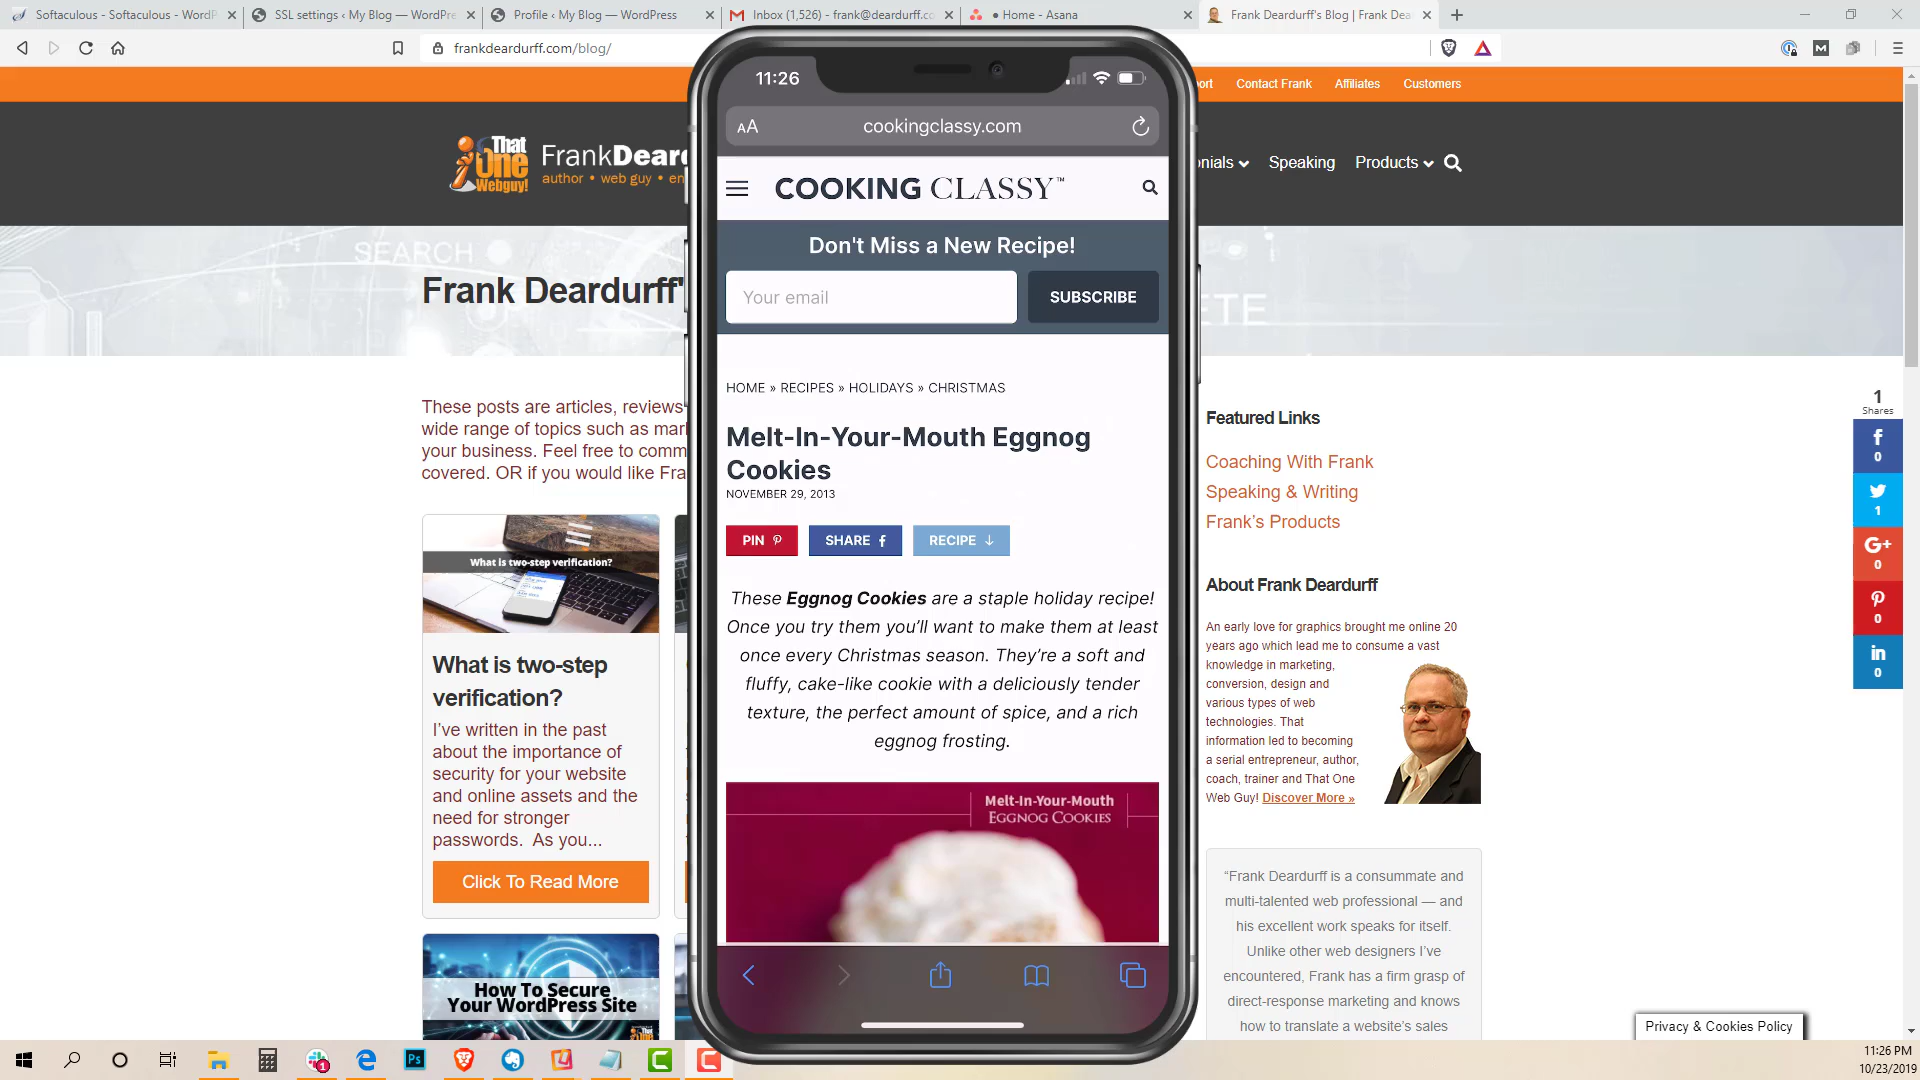 Softaculous - Softaculous - WordP
SSL settings ‹ My Blog — WordPre
Profile ‹ My Blog — WordPress
Inbox (1,526) - frank@deardurff.co
• Home - Asana
Frank Deardurff's Blog | Frank Dea
frankdeardurff.com/blog/
ort
Contact Frank
Affiliates
Customers
That One Webguy!
FrankDeard
author • web guy • en
nials
Speaking
Products
SEARCH
ETE
Frank Deardurff'
These posts are articles, reviews
wide range of topics such as mar
your business. Feel free to comm
covered. OR if you would like Fra
What is two-step verification?
What is two-step
verification?
I've written in the past
about the importance of
security for your website
and online assets and the
need for stronger
passwords.  As you...
Click To Read More
How To Secure
Your WordPress Site
11:26
AA
cookingclassy.com
COOKING CLASSY™
Don't Miss a New Recipe!
Your email
SUBSCRIBE
HOME » RECIPES » HOLIDAYS » CHRISTMAS
Melt-In-Your-Mouth Eggnog
Cookies
NOVEMBER 29, 2013
PIN
SHARE
RECIPE ↓
These Eggnog Cookies are a staple holiday recipe!
Once you try them you'll want to make them at least
once every Christmas season. They're a soft and
fluffy, cake-like cookie with a deliciously tender
texture, the perfect amount of spice, and a rich
eggnog frosting.
Melt-In-Your-Mouth
EGGNOG COOKIES
Featured Links
Coaching With Frank
Speaking & Writing
Frank's Products
About Frank Deardurff
An early love for graphics brought me online 20
years ago which lead me to consume a vast
knowledge in marketing,
conversion, design and
various types of web
technologies. That
information led to becoming
a serial entrepreneur, author,
coach, trainer and That One
Web Guy! Discover More »
“Frank Deardurff is a consummate and
multi-talented web professional — and
his excellent work speaks for itself.
Unlike other web designers I've
encountered, Frank has a firm grasp of
direct-response marketing and knows
how to translate a website's sales
1
Shares
f
0
1
G+
0
0
in
0
Privacy & Cookies Policy
Ps
1
11:26 PM
10/23/2019